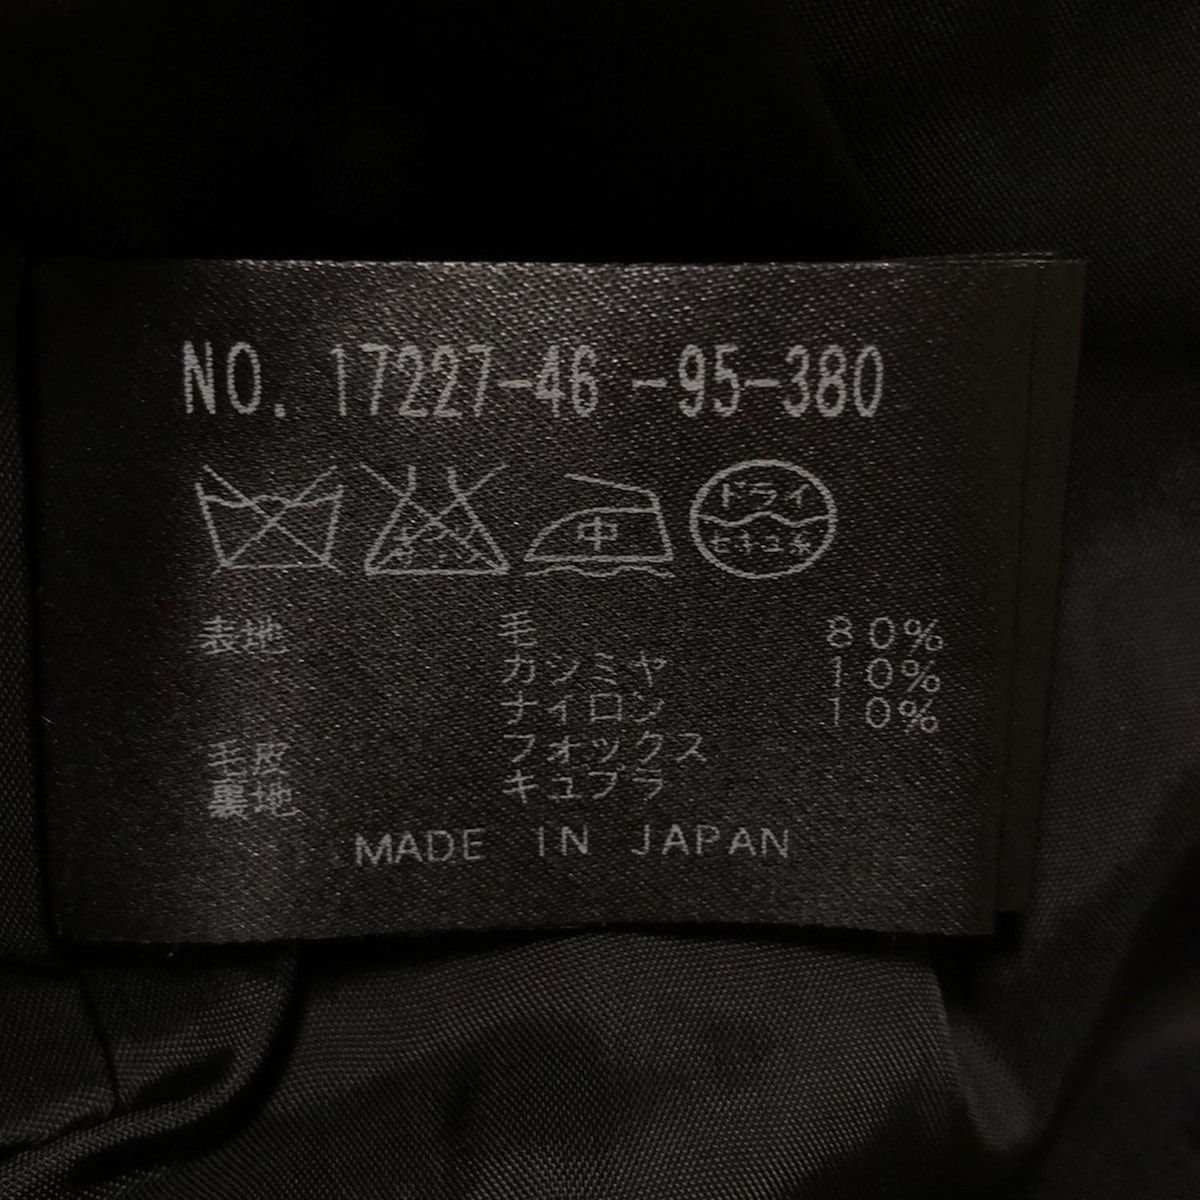 NO. 17227-46 -95-380
中 ドライ セキユ系
表地 毛 80%
カシミヤ 10%
ナイロン 10%
毛皮 フォックス
裏地 キュプラ
MADE IN JAPAN